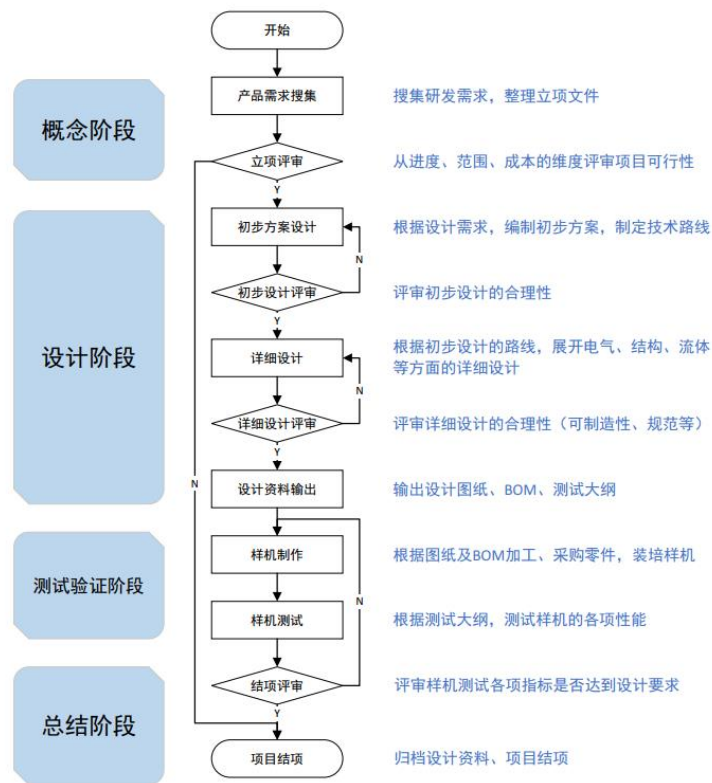 开始
概念阶段
产品需求搜集
搜集研发需求，整理立项文件
立项评审
从进度、范围、成本的维度评审项目可行性
Y
设计阶段
初步方案设计
根据设计需求，编制初步方案，制定技术路线
N
初步设计评审
评审初步设计的合理性
Y
详细设计
根据初步设计的路线，展开电气、结构、流体
等方面的详细设计
N
详细设计评审
评审详细设计的合理性（可制造性、规范等）
Y
N
设计资料输出
输出设计图纸、BOM、测试大纲
测试验证阶段
样机制作
根据图纸及BOM加工、采购零件，装培样机
N
样机测试
根据测试大纲，测试样机的各项性能
总结阶段
结项评审
评审样机测试各项指标是否达到设计要求
Y
项目结项
归档设计资料、项目结项